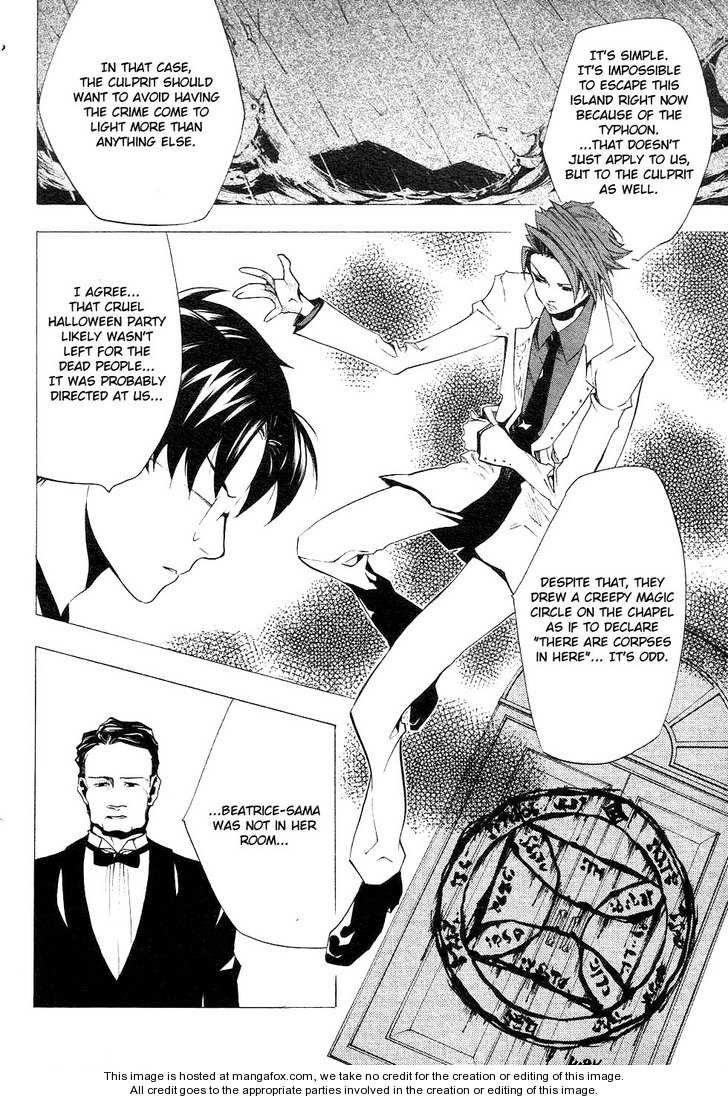 IT'S SIMPLE.
IT'S IMPOSSIBLE
TO ESCAPE THIS
ISLAND RIGHT NOW
BECAUSE OF THE
TYPHOON.
...THAT DOESN'T
JUST APPLY TO US,
BUT TO THE CULPRIT
AS WELL.
IN THAT CASE,
THE CULPRIT SHOULD
WANT TO AVOID HAVING
THE CRIME COME TO
LIGHT MORE THAN
ANYTHING ELSE.
DESPITE THAT, THEY
DREW A CREEPY MAGIC
CIRCLE ON THE CHAPEL
AS IF TO DECLARE
"THERE ARE CORPSES
IN HERE"... IT'S ODD.
I AGREE...
THAT CRUEL
HALLOWEEN PARTY
LIKELY WASN'T
LEFT FOR THE
DEAD PEOPLE...
IT WAS PROBABLY
DIRECTED AT US...
...BEATRICE-SAMA
WAS NOT IN HER
ROOM...
This image is hosted at mangafox.com, we take no credit for the creation or editing of this image.
All credit goes to the appropriate parties involved in the creation or editing of this image.